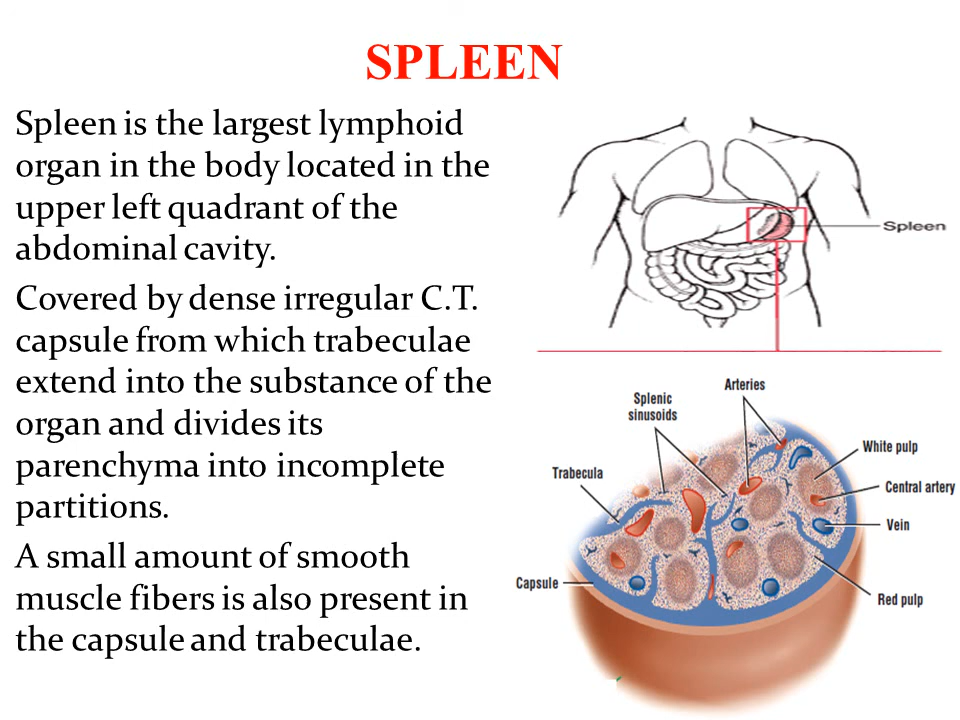 SPLEEN
Spleen is the largest lymphoid
organ in the body located in the
upper left quadrant of the
abdominal cavity.
Covered by dense irregular C.T.
capsule from which trabeculae
extend into the substance of the
organ and divides its
parenchyma into incomplete
partitions.
A small amount of smooth
muscle fibers is also present in
the capsule and trabeculae.
Spleen
Arteries
Splenic
sinusoids
White pulp
Trabecula
Central artery
Vein
Capsule
Red pulp